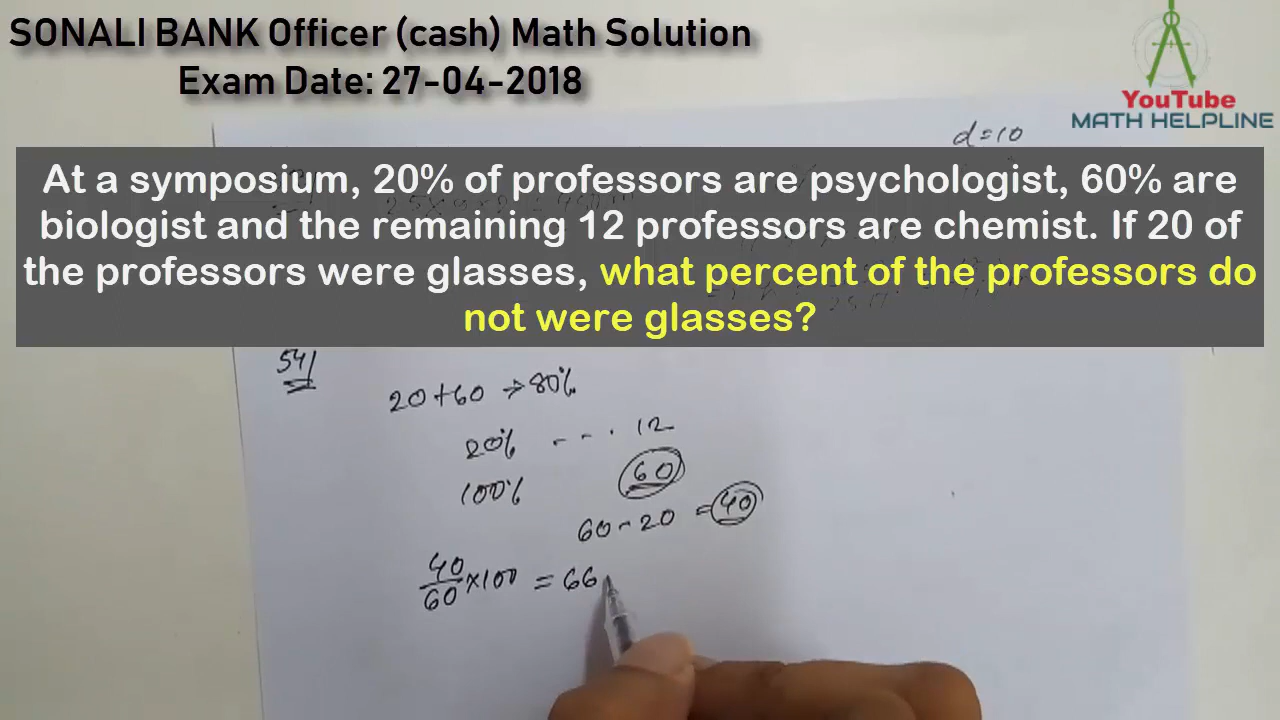 SONALI BANK Officer (cash) Math Solution
Exam Date: 27-04-2018
YouTube
MATH HELPLINE
d=10
At a symposium, 20% of professors are psychologist, 60% are
biologist and the remaining 12 professors are chemist. If 20 of
the professors were glasses, what percent of the professors do
not were glasses?
54/
20+60 → 80%
20% - - - . 12
100% 60
60-20 = 40
40/60 × 100 = 66